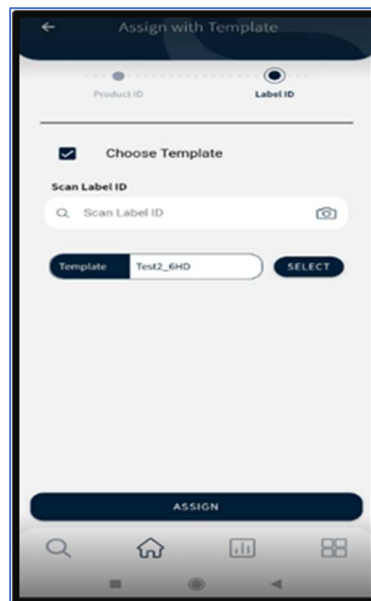 Assign with Template
Product ID
Label ID
Choose Template
Scan Label ID
Scan Label ID
Template Test2_6HD SELECT
ASSIGN